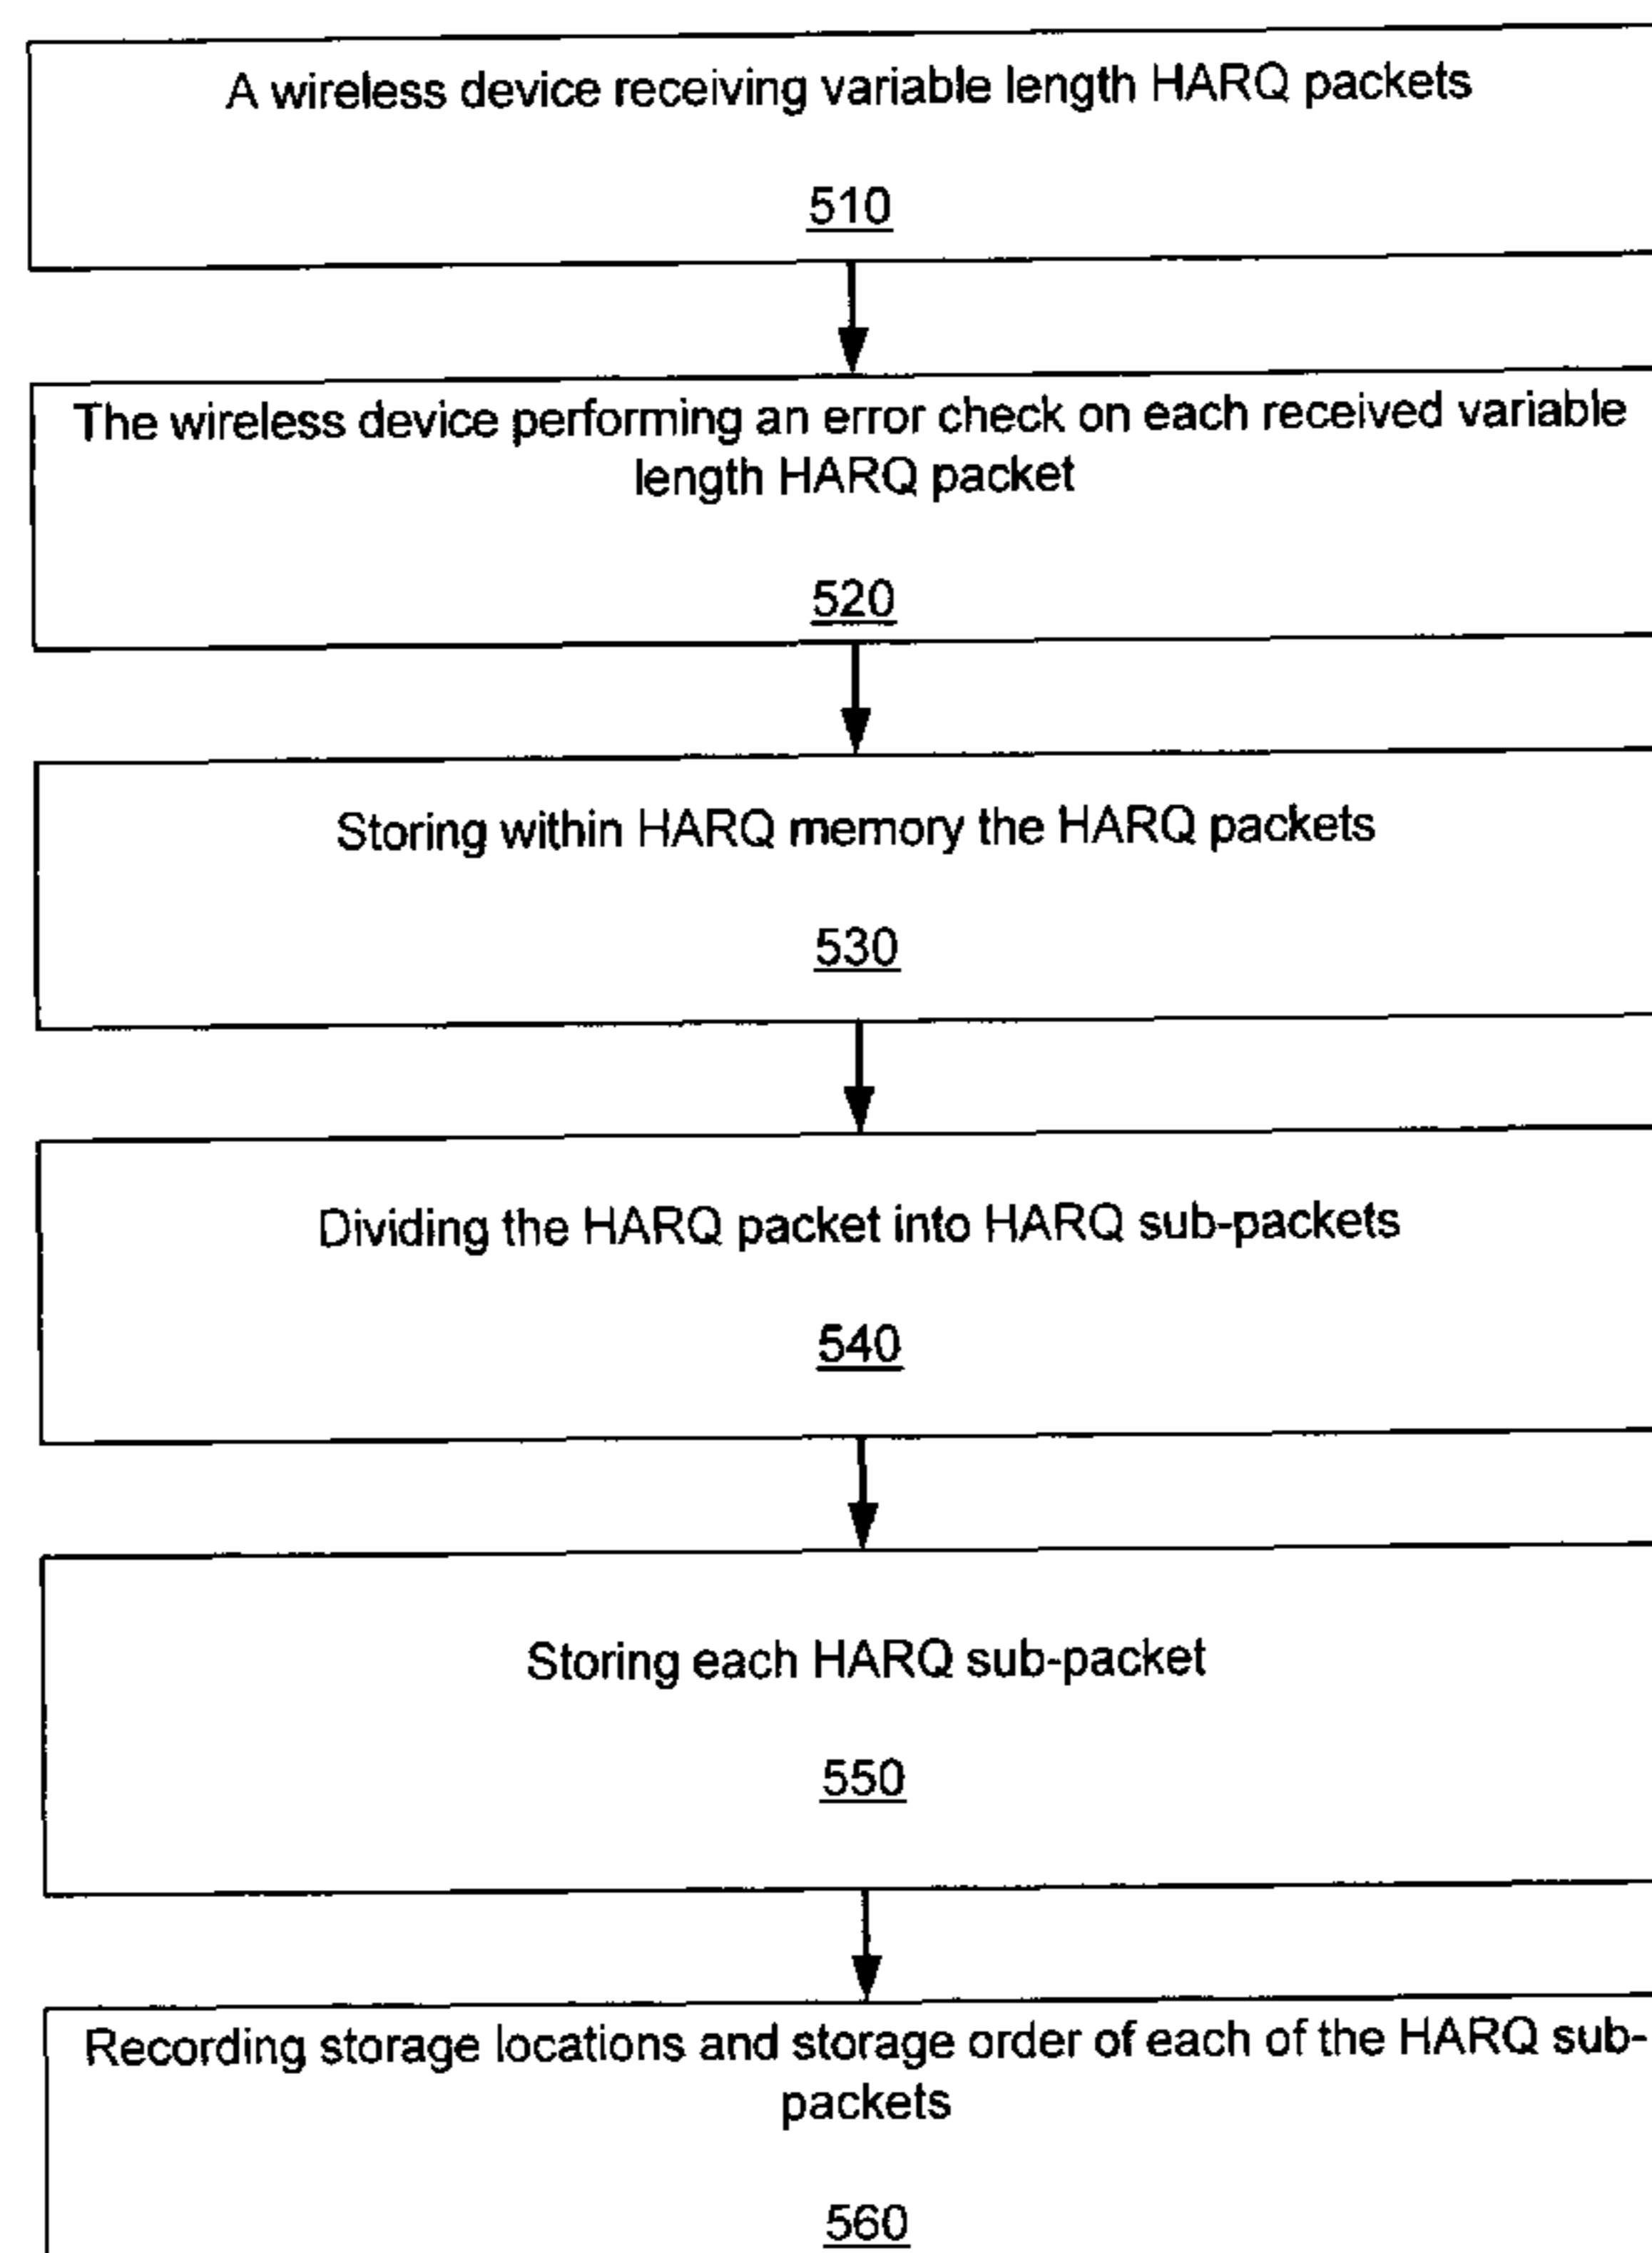 A wireless device receiving variable length HARQ packets
510
The wireless device performing an error check on each received variable
length HARQ packet
520
Storing within HARQ memory the HARQ packets
530
Dividing the HARQ packet into HARQ sub-packets
540
Storing each HARQ sub-packet
550
Recording storage locations and storage order of each of the HARQ sub-
packets
560